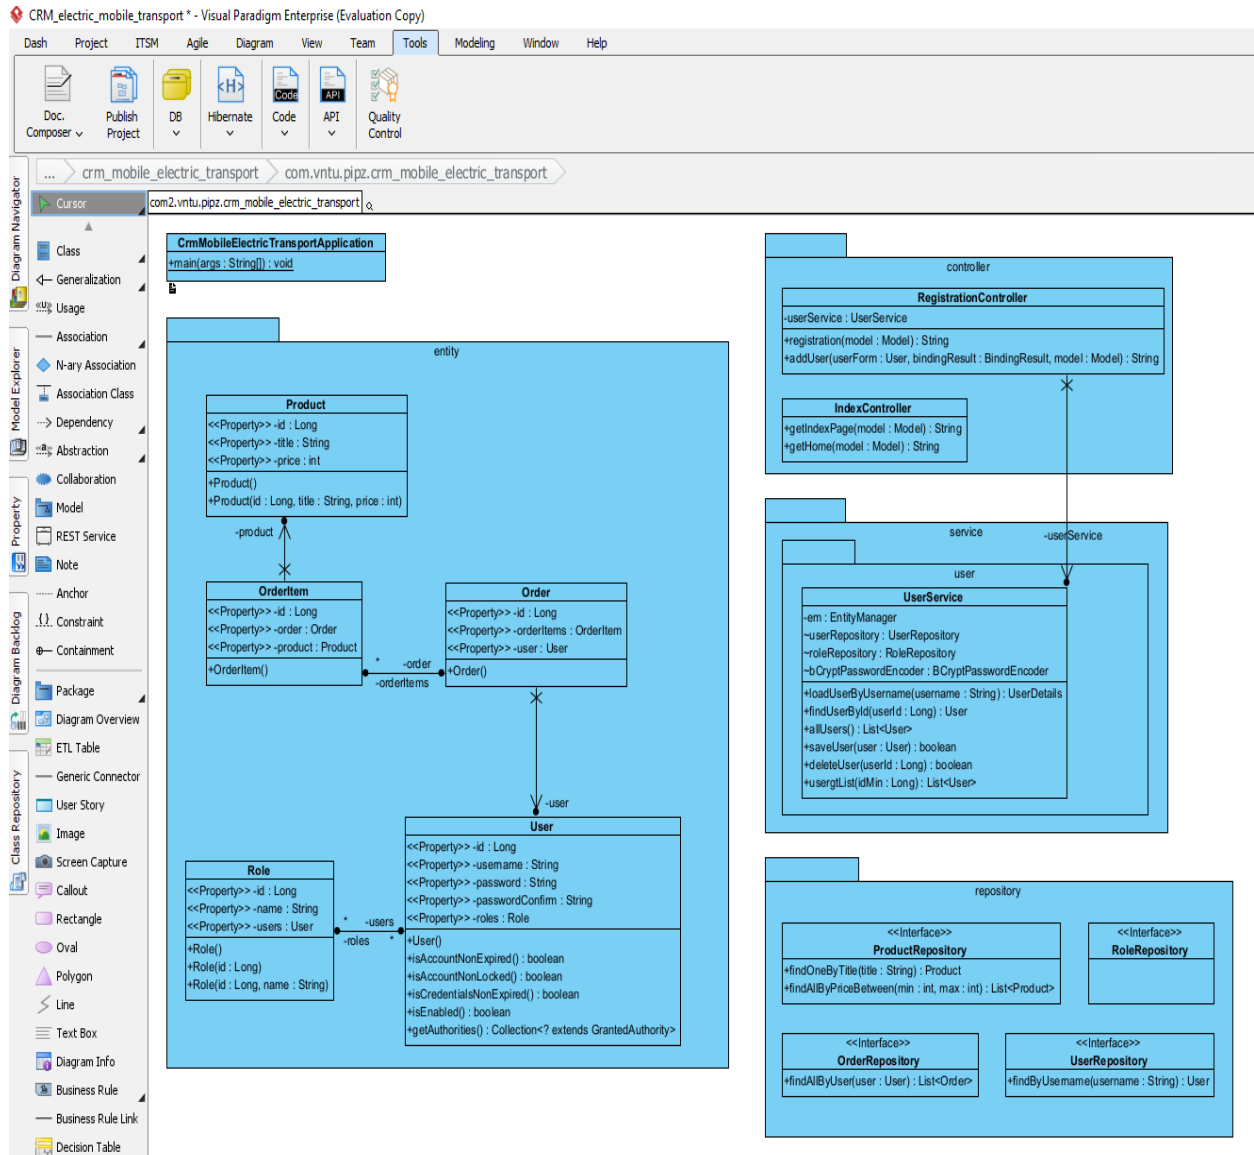 CRM_electric_mobile_transport * - Visual Paradigm Enterprise (Evaluation Copy)
Dash Project ITSM Agile Diagram View Team Tools Modeling Window Help
Doc. Composer
Publish Project
DB
Hibernate
Code
Code
API
API
Quality Control
... crm_mobile_electric_transport com.vntu.pipz.crm_mobile_electric_transport
com2.vntu.pipz.crm_mobile_electric_transport
Diagram Navigator
Model Explorer
Property
Diagram Backlog
Class Repository
Cursor
Class
Generalization
«U» Usage
Association
N-ary Association
Association Class
Dependency
«a» Abstraction
Collaboration
Model
REST Service
Note
Anchor
{} Constraint
Containment
Package
Diagram Overview
ETL Table
Generic Connector
User Story
Image
Screen Capture
Callout
Rectangle
Oval
Polygon
Line
Text Box
Diagram Info
Business Rule
Business Rule Link
Decision Table
CrmMobileElectricTransportApplication
+main(args : String[]) : void
entity
Product
<<Property>> -id : Long
<<Property>> -title : String
<<Property>> -price : int
+Product()
+Product(id : Long, title : String, price : int)
-product
OrderItem
<<Property>> -id : Long
<<Property>> -order : Order
<<Property>> -product : Product
+OrderItem()
* -order
-orderItems
Order
<<Property>> -id : Long
<<Property>> -orderItems : OrderItem
<<Property>> -user : User
+Order()
-user
User
<<Property>> -id : Long
<<Property>> -username : String
<<Property>> -password : String
<<Property>> -passwordConfirm : String
<<Property>> -roles : Role
+User()
+isAccountNonExpired() : boolean
+isAccountNonLocked() : boolean
+isCredentialsNonExpired() : boolean
+isEnabled() : boolean
+getAuthorities() : Collection<? extends GrantedAuthority>
Role
<<Property>> -id : Long
<<Property>> -name : String
<<Property>> -users : User
+Role()
+Role(id : Long)
+Role(id : Long, name : String)
* -users
-roles *
controller
RegistrationController
-userService : UserService
+registration(model : Model) : String
+addUser(userForm : User, bindingResult : BindingResult, model : Model) : String
IndexController
+getIndexPage(model : Model) : String
+getHome(model : Model) : String
service
-userService
user
UserService
-em : EntityManager
~userRepository : UserRepository
~roleRepository : RoleRepository
~bCryptPasswordEncoder : BCryptPasswordEncoder
+loadUserByUsername(username : String) : UserDetails
+findUserById(userId : Long) : User
+allUsers() : List<User>
+saveUser(user : User) : boolean
+deleteUser(userId : Long) : boolean
+usergtList(idMin : Long) : List<User>
repository
<<Interface>>
ProductRepository
+findOneByTitle(title : String) : Product
+findAllByPriceBetween(min : int, max : int) : List<Product>
<<Interface>>
RoleRepository
<<Interface>>
OrderRepository
+findAllByUser(user : User) : List<Order>
<<Interface>>
UserRepository
+findByUsername(username : String) : User